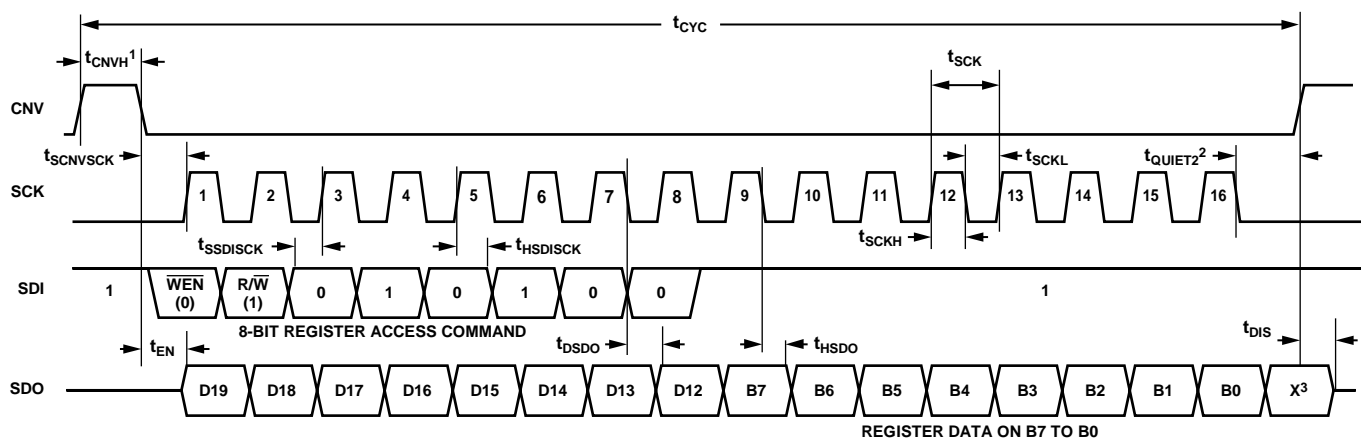 tCYC
tCNVH1
tSCK
CNV
tSCNVSCK
tSCKL
tQUIET22
SCK
1 2 3 4 5 6 7 8 9 10 11 12 13 14 15 16
tSSDISCK
tHSDISCK
tSCKH
SDI
1
WEN (0)
R/W (1)
0 1 0 1 0 0
1
8-BIT REGISTER ACCESS COMMAND
tEN
tDSDO
tHSDO
tDIS
SDO
D19 D18 D17 D16 D15 D14 D13 D12 B7 B6 B5 B4 B3 B2 B1 B0 X3
REGISTER DATA ON B7 TO B0